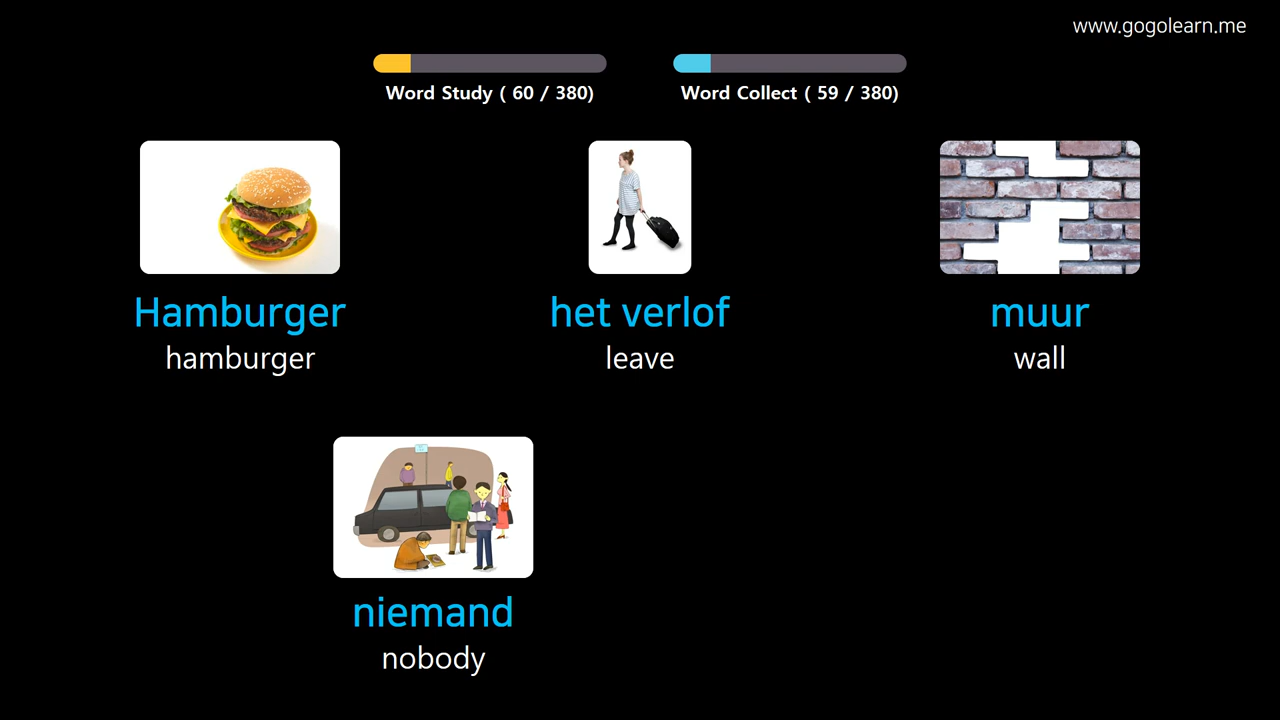 www.gogolearn.me
Word Study ( 60 / 380)
Word Collect ( 59 / 380)
Hamburger
hamburger
het verlof
leave
muur
wall
niemand
nobody